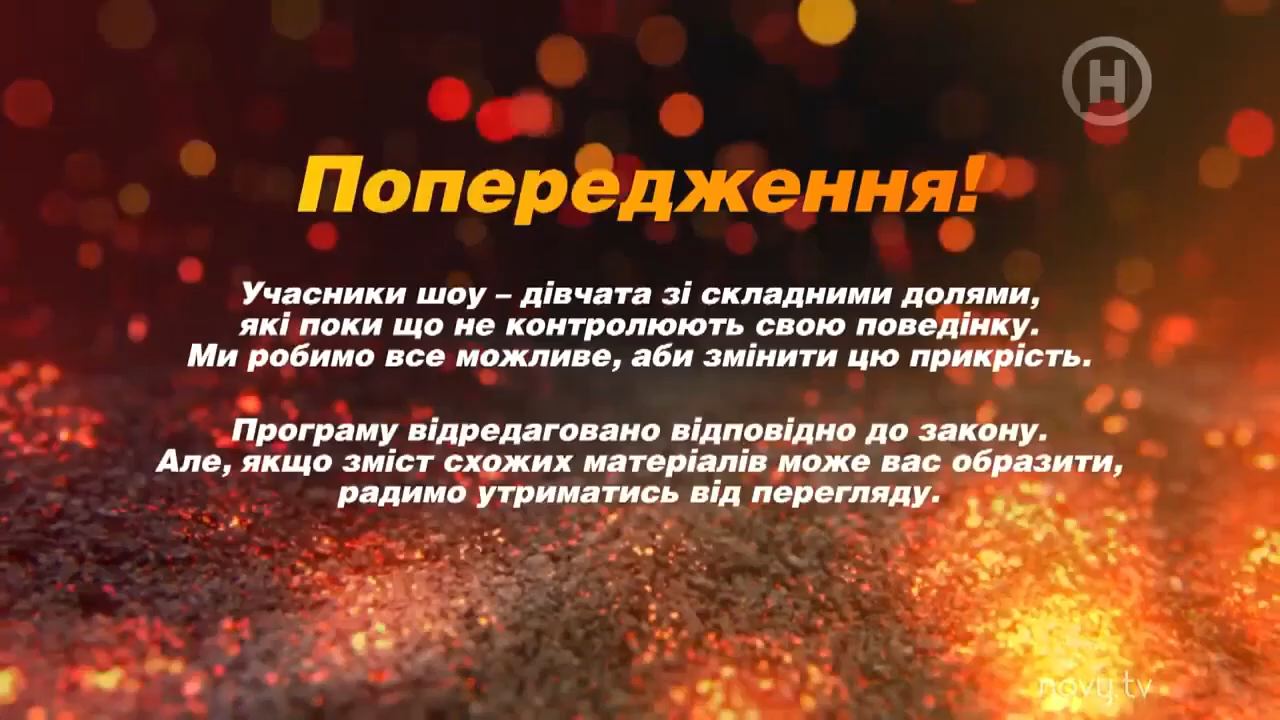 H
Попередження!
Учасники шоу – дівчата зі складними долями,
які поки що не контролюють свою поведінку.
Ми робимо все можливе, аби змінити цю прикрість.
Програму відредаговано відповідно до закону.
Але, якщо зміст схожих матеріалів може вас образити,
радимо утриматись від перегляду.
novy.tv